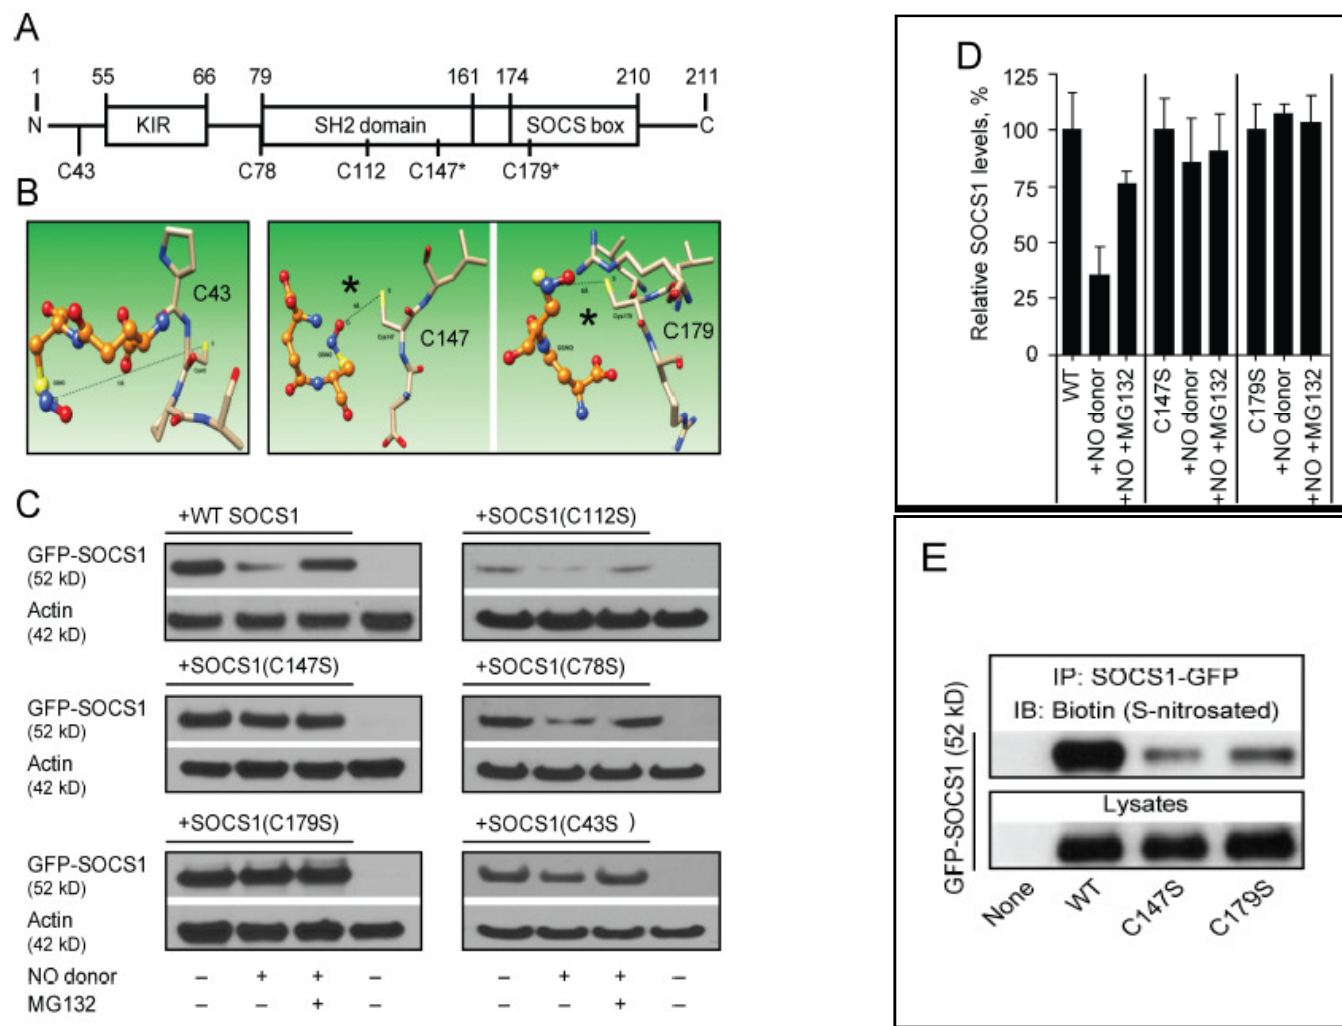 A
1 55 66 79 161 174 210 211
N KIR SH2 domain SOCS box C
C43 C78 C112 C147* C179*
B
C43
* C147
* C179
C
+WT SOCS1 +SOCS1(C112S)
GFP-SOCS1
(52 kD)
Actin
(42 kD)
+SOCS1(C147S) +SOCS1(C78S)
GFP-SOCS1
(52 kD)
Actin
(42 kD)
+SOCS1(C179S) +SOCS1(C43S )
GFP-SOCS1
(52 kD)
Actin
(42 kD)
NO donor – + + – – + + –
MG132 – – + – – – + –
D
Relative SOCS1 levels, %
125
100
75
50
25
0
WT
+NO donor
+NO +MG132
C147S
+NO donor
+NO +MG132
C179S
+NO donor
+NO +MG132
E
GFP-SOCS1 (52 kD)
IP: SOCS1-GFP
IB: Biotin (S-nitrosated)
Lysates
None WT C147S C179S